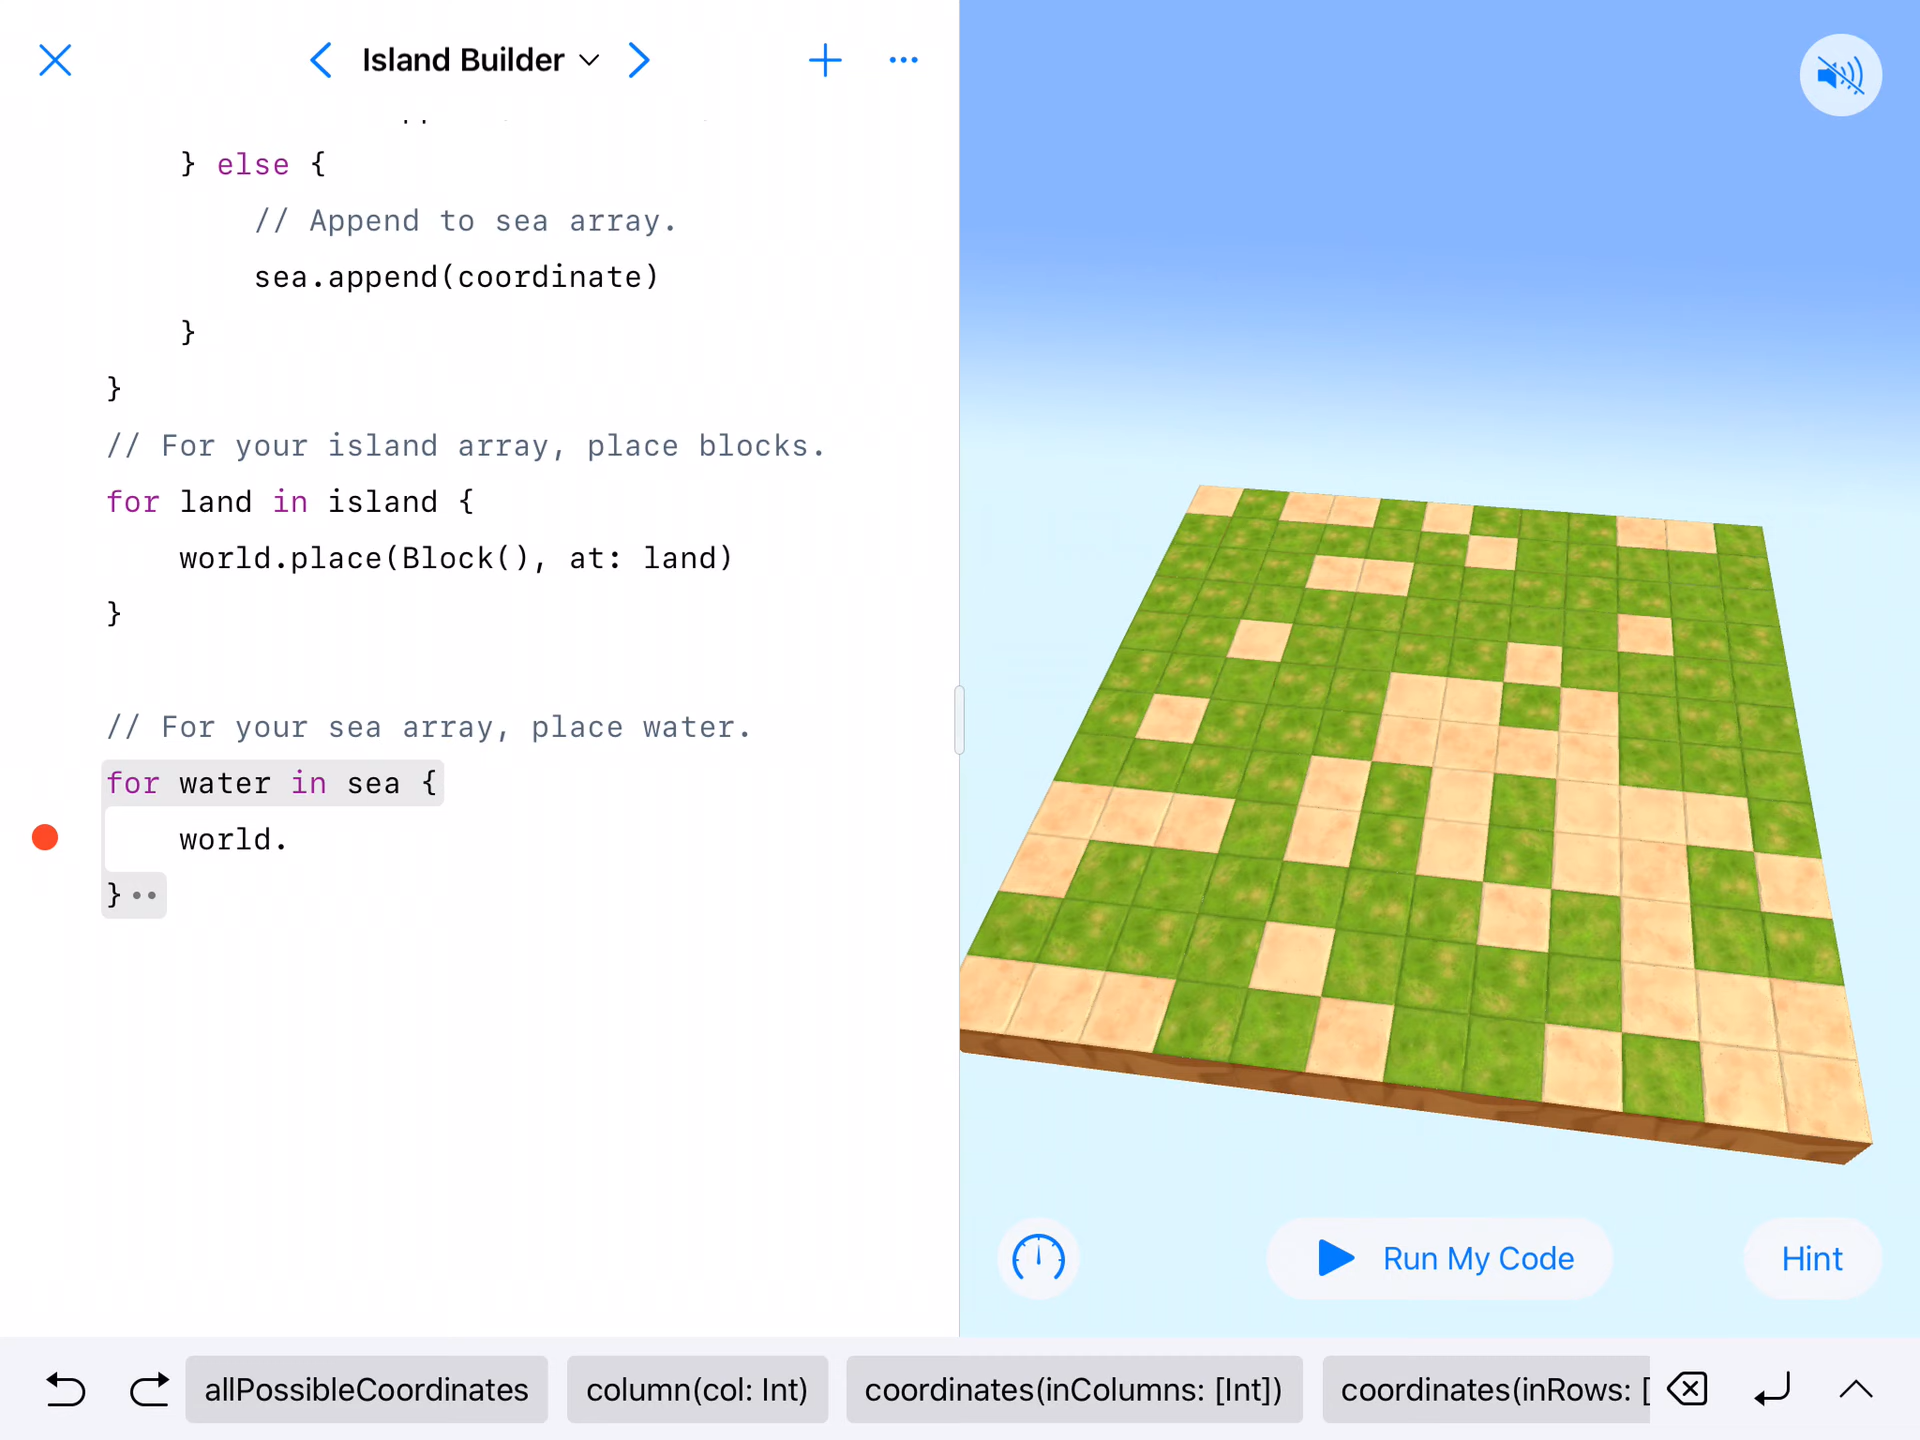 Island Builder
} else {
// Append to sea array.
sea.append(coordinate)
}
}
// For your island array, place blocks.
for land in island {
world.place(Block(), at: land)
}
// For your sea array, place water.
for water in sea {
world.
}
Run My Code
Hint
allPossibleCoordinates
column(col: Int)
coordinates(inColumns: [Int])
coordinates(inRows: [